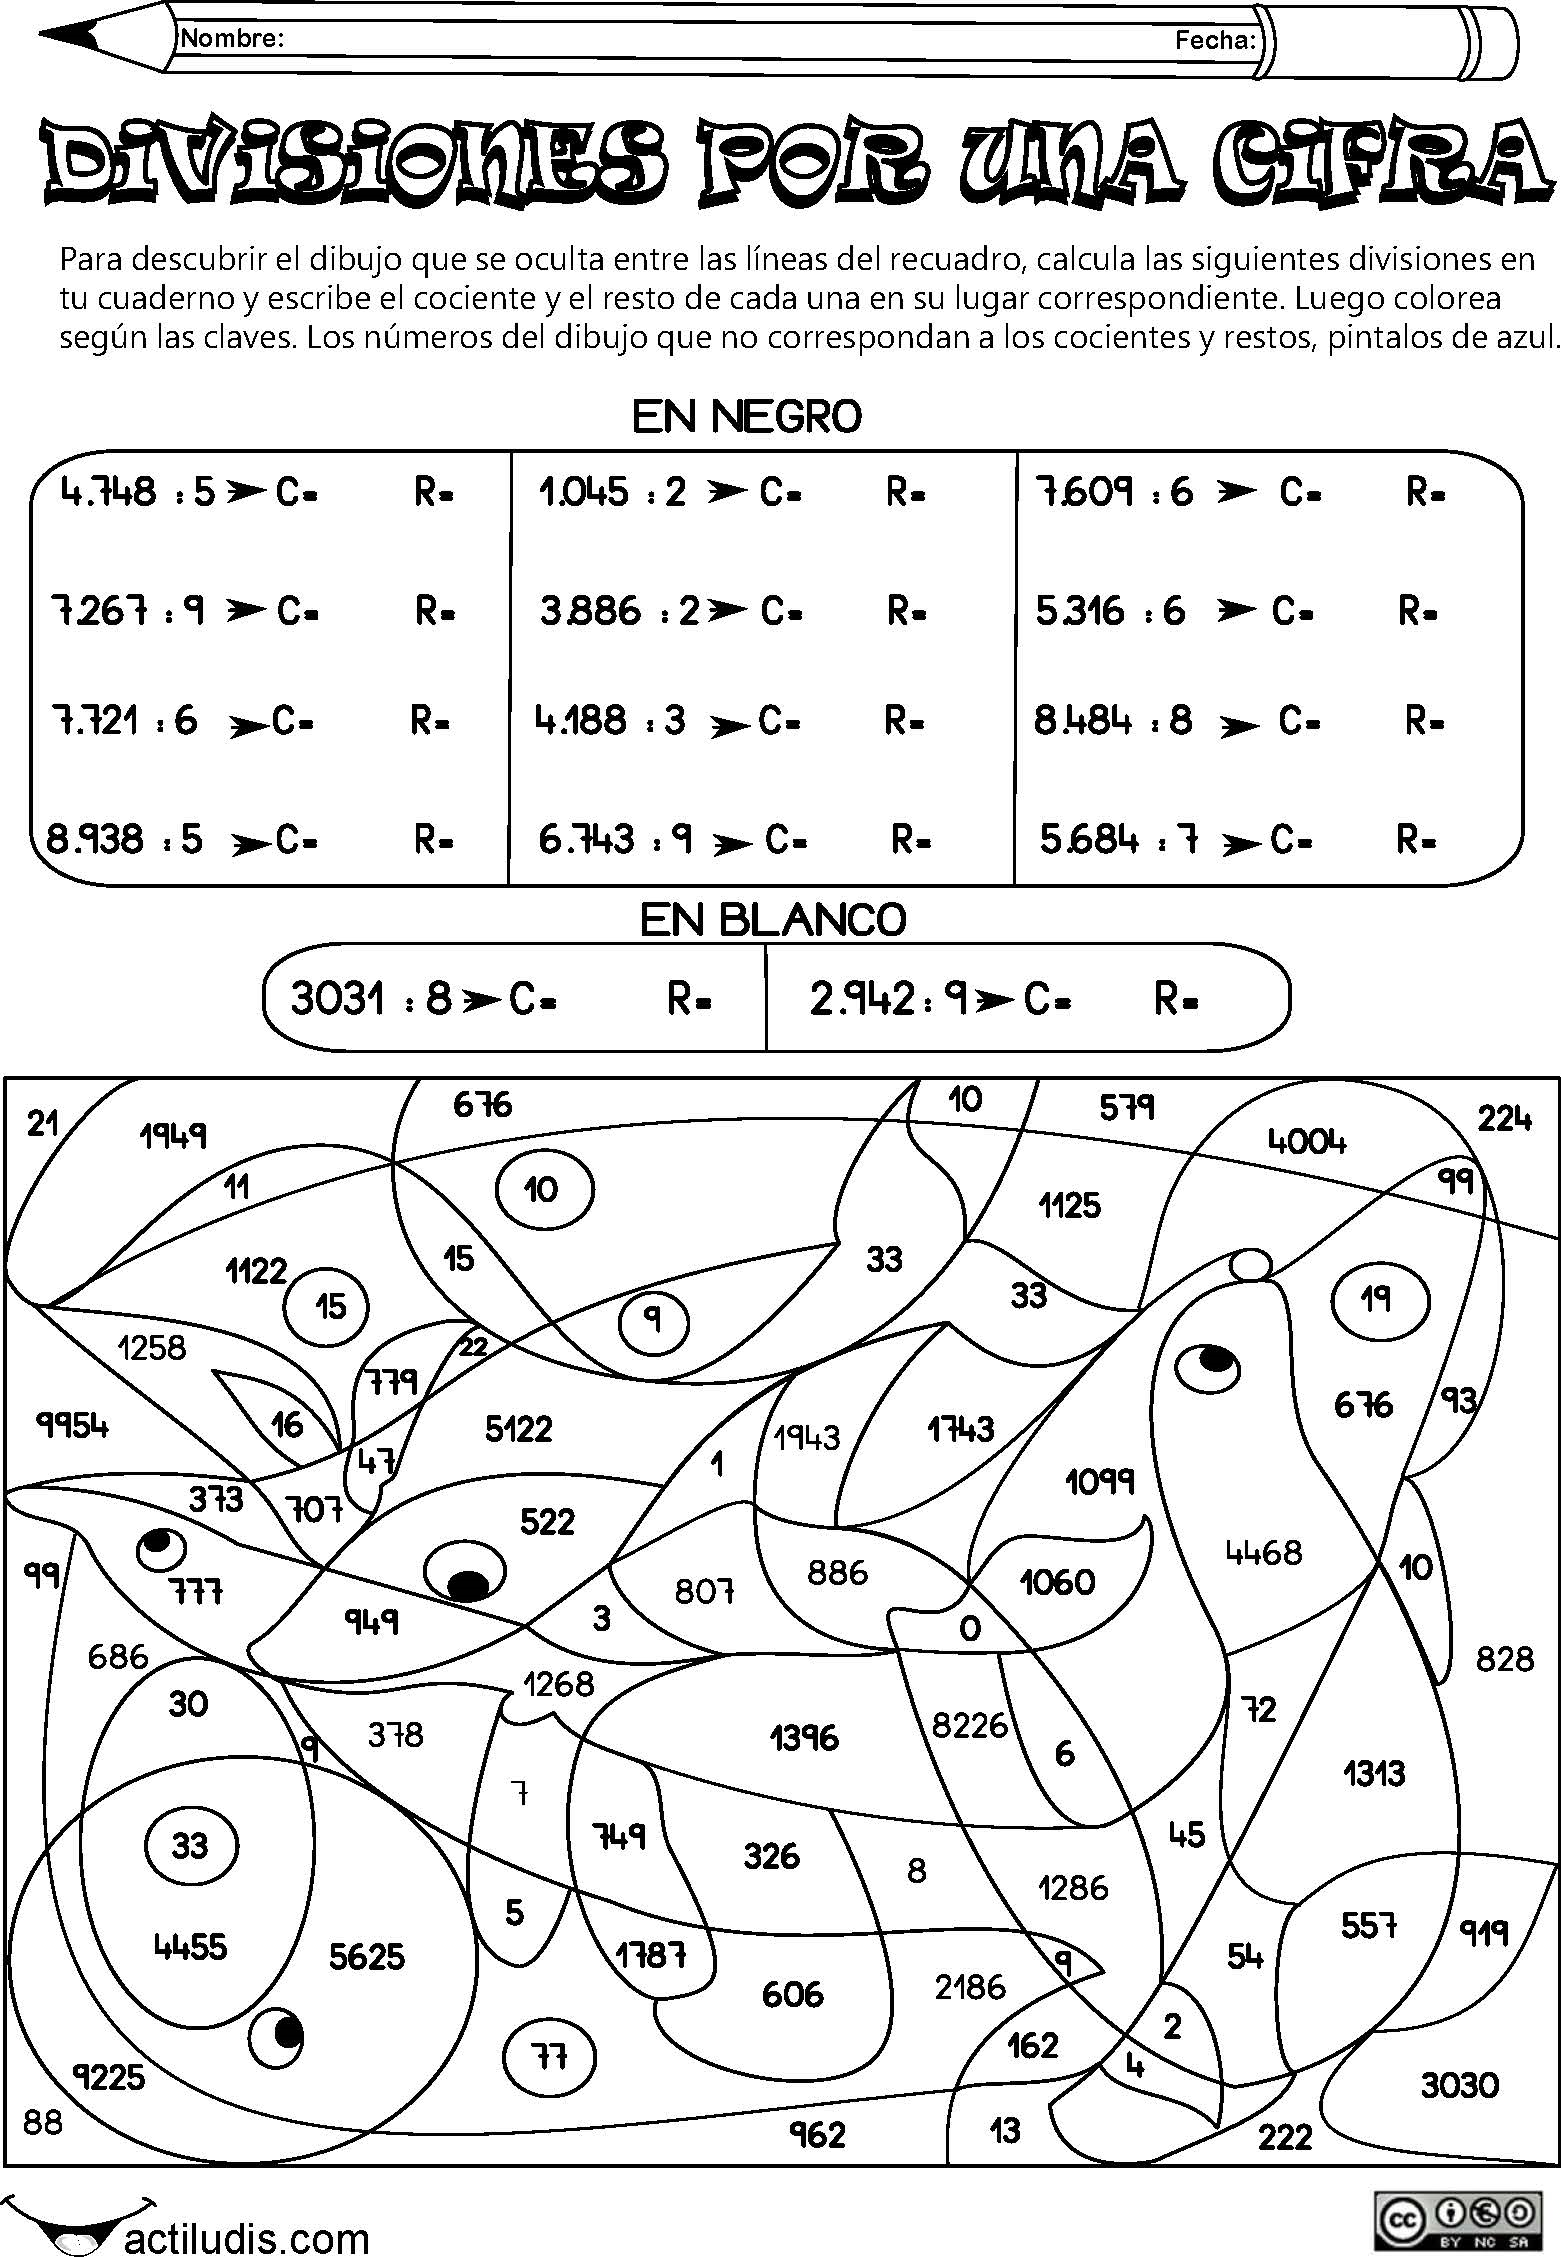 Nombre: Fecha:
DIVISIONES POR UNA CIFRA
Para descubrir el dibujo que se oculta entre las líneas del recuadro, calcula las siguientes divisiones en
tu cuaderno y escribe el cociente y el resto de cada una en su lugar correspondiente. Luego colorea
según las claves. Los números del dibujo que no correspondan a los cocientes y restos, pintalos de azul.
EN NEGRO
4.748 : 5 ➤ C= R= 1.045 : 2 ➤ C= R= 7.609 : 6 ➤ C= R=
7.267 : 9 ➤ C= R= 3.886 : 2 ➤ C= R= 5.316 : 6 ➤ C= R=
7.721 : 6 ➤ C= R= 4.188 : 3 ➤ C= R= 8.484 : 8 ➤ C= R=
8.938 : 5 ➤ C= R= 6.743 : 9 ➤ C= R= 5.684 : 7 ➤ C= R=
EN BLANCO
3031 : 8 ➤ C= R= 2.942 : 9 ➤ C= R=
676 10 579
21 1949 4004 224
11 10 1125 99
1122 15 33
15 9 33 19
1258 22
779 676 93
9954 16 5122 1943 1743
47 1 1099
373 707 522
99 777 807 886 1060 4468 10
949 3 0
686 1268 828
30 378 1396 8226 72
9 6
7 1313
33 749 326 8 45
1286
5 557 919
4455 5625 1787 9 54
606 2186
77 162 2
9225 4 3030
88 962 13 222
actiludis.com
cc BY NC SA